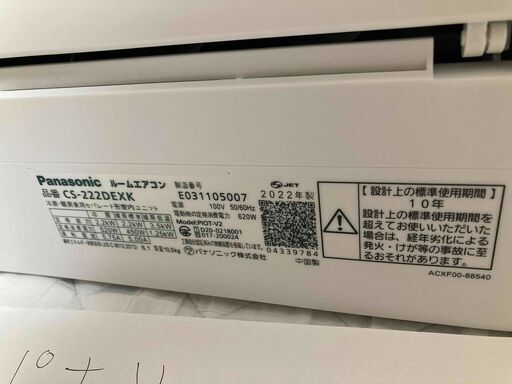 Panasonic ルームエアコン
品番 CS-222DEXK
冷房・暖房兼用セパレート形室内ユニット
製造番号
E031105007
電源 100V 50/60Hz
電動機の定格消費電力 620W
Model:PIOT-V2
D20-0218001
017-200024
パナソニック株式会社
JET
2022年製
04339784
中国製
【設計上の標準使用期間】
10年
設計上の標準使用期間を
超えてお使いいただいた
場合は、経年劣化による
発火・けが等の事故に至
るおそれがあります。
ACXF00-88540
パナソ